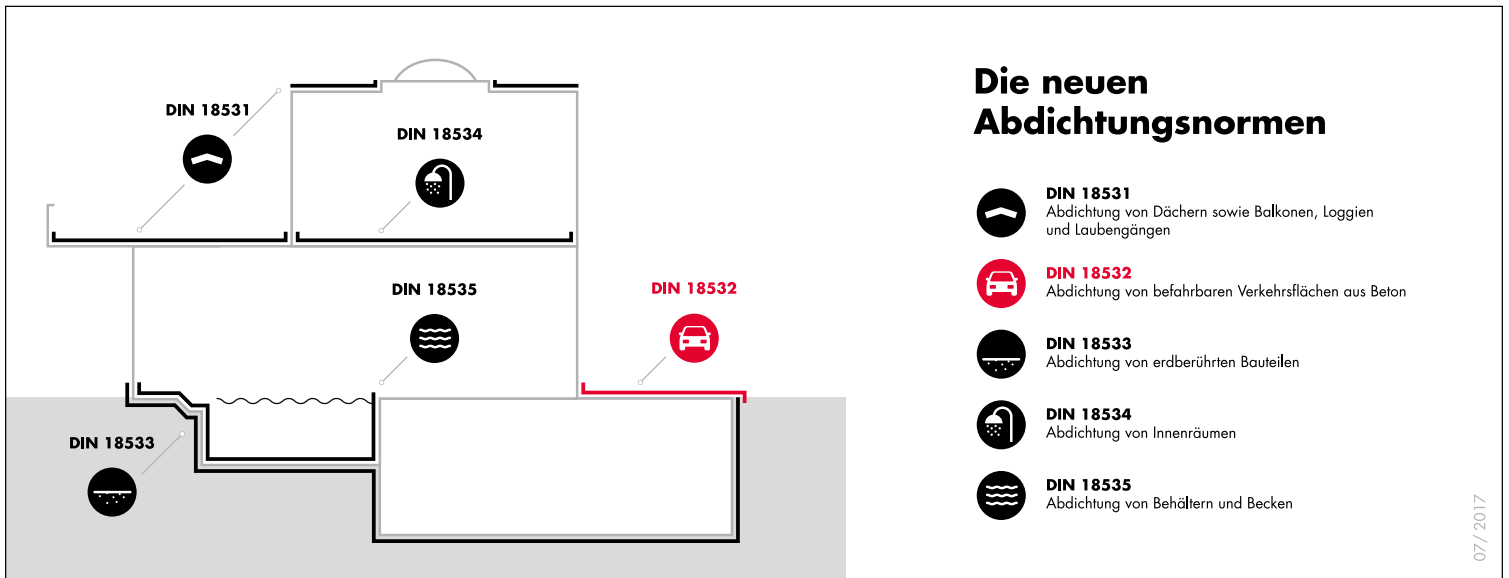 DIN 18531
DIN 18534
DIN 18535
DIN 18532
DIN 18533
Die neuen
Abdichtungsnormen
DIN 18531
Abdichtung von Dächern sowie Balkonen, Loggien
und Laubengängen
DIN 18532
Abdichtung von befahrbaren Verkehrsflächen aus Beton
DIN 18533
Abdichtung von erdberührten Bauteilen
DIN 18534
Abdichtung von Innenräumen
DIN 18535
Abdichtung von Behältern und Becken
07/ 2017